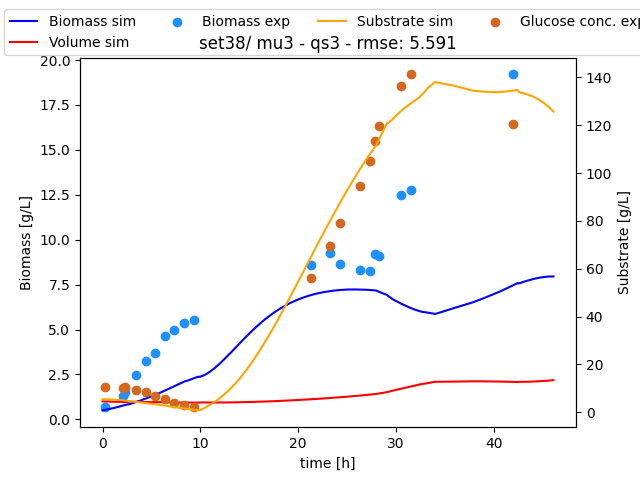 Biomass sim Biomass exp Substrate sim Glucose conc. exp
Volume sim
set38/ mu3 - qs3 - rmse: 5.591
20.0
17.5
15.0
12.5
10.0
7.5
5.0
2.5
0.0
Biomass [g/L]
140
120
100
80
60
40
20
0
Substrate [g/L]
0 10 20 30 40
time [h]